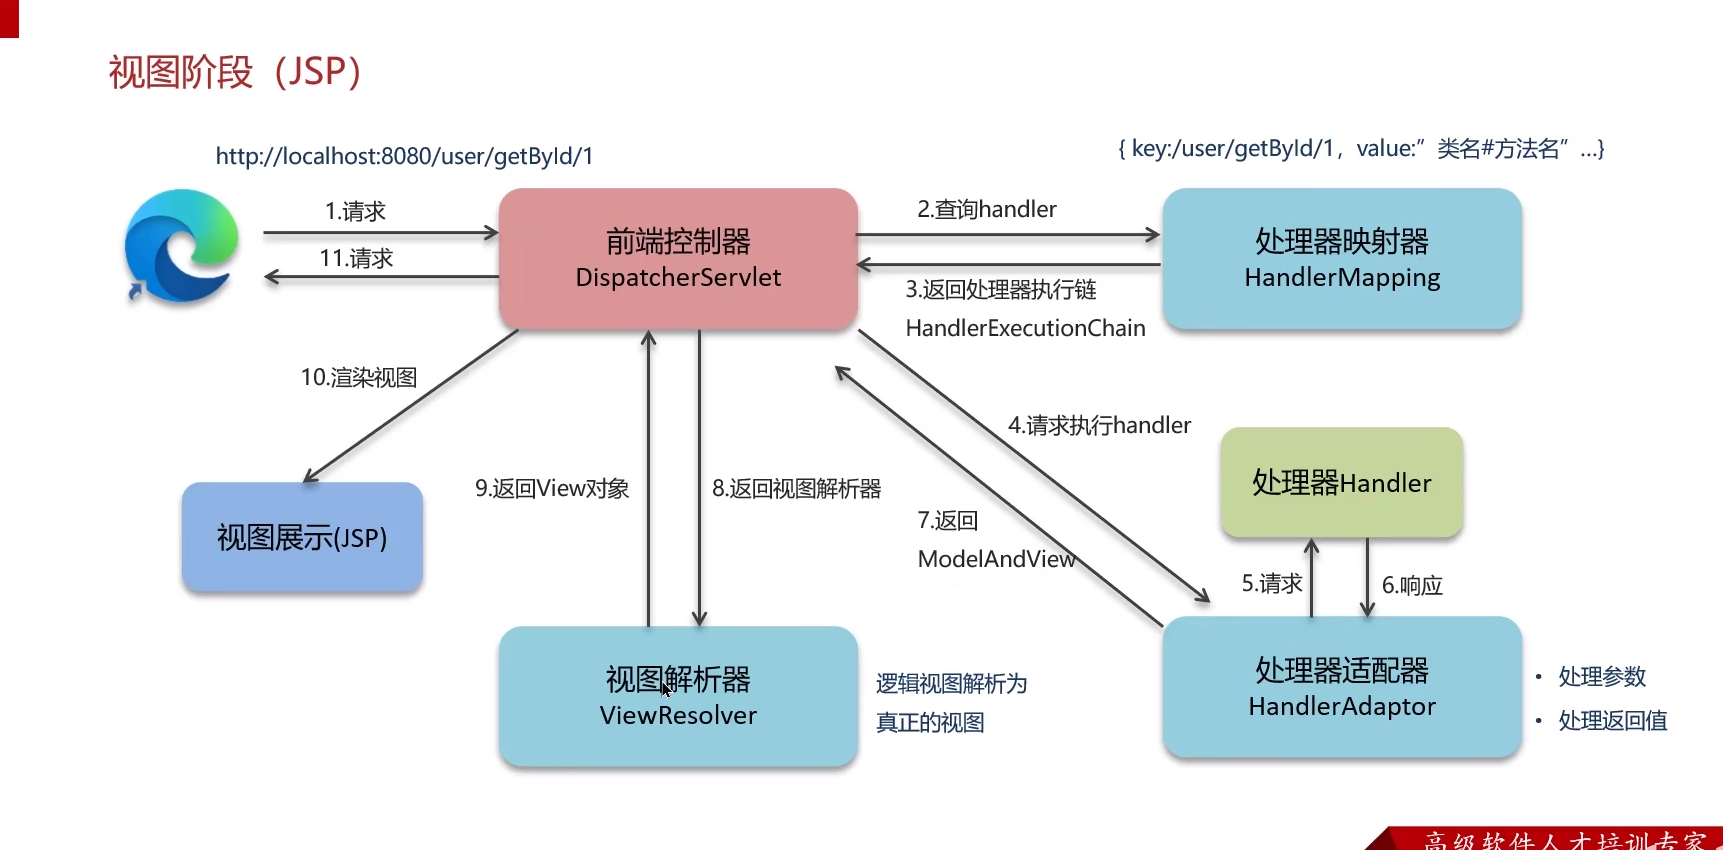 视图阶段（JSP）
http://localhost:8080/user/getById/1
{ key:/user/getById/1，value:”类名#方法名”...}
1.请求
11.请求
前端控制器
DispatcherServlet
2.查询handler
3.返回处理器执行链
HandlerExecutionChain
处理器映射器
HandlerMapping
10.渲染视图
4.请求执行handler
处理器Handler
9.返回View对象
8.返回视图解析器
7.返回
ModelAndView
视图展示(JSP)
5.请求
6.响应
视图解析器
ViewResolver
逻辑视图解析为
真正的视图
处理器适配器
HandlerAdaptor
• 处理参数
• 处理返回值
高级软件人才培训专家